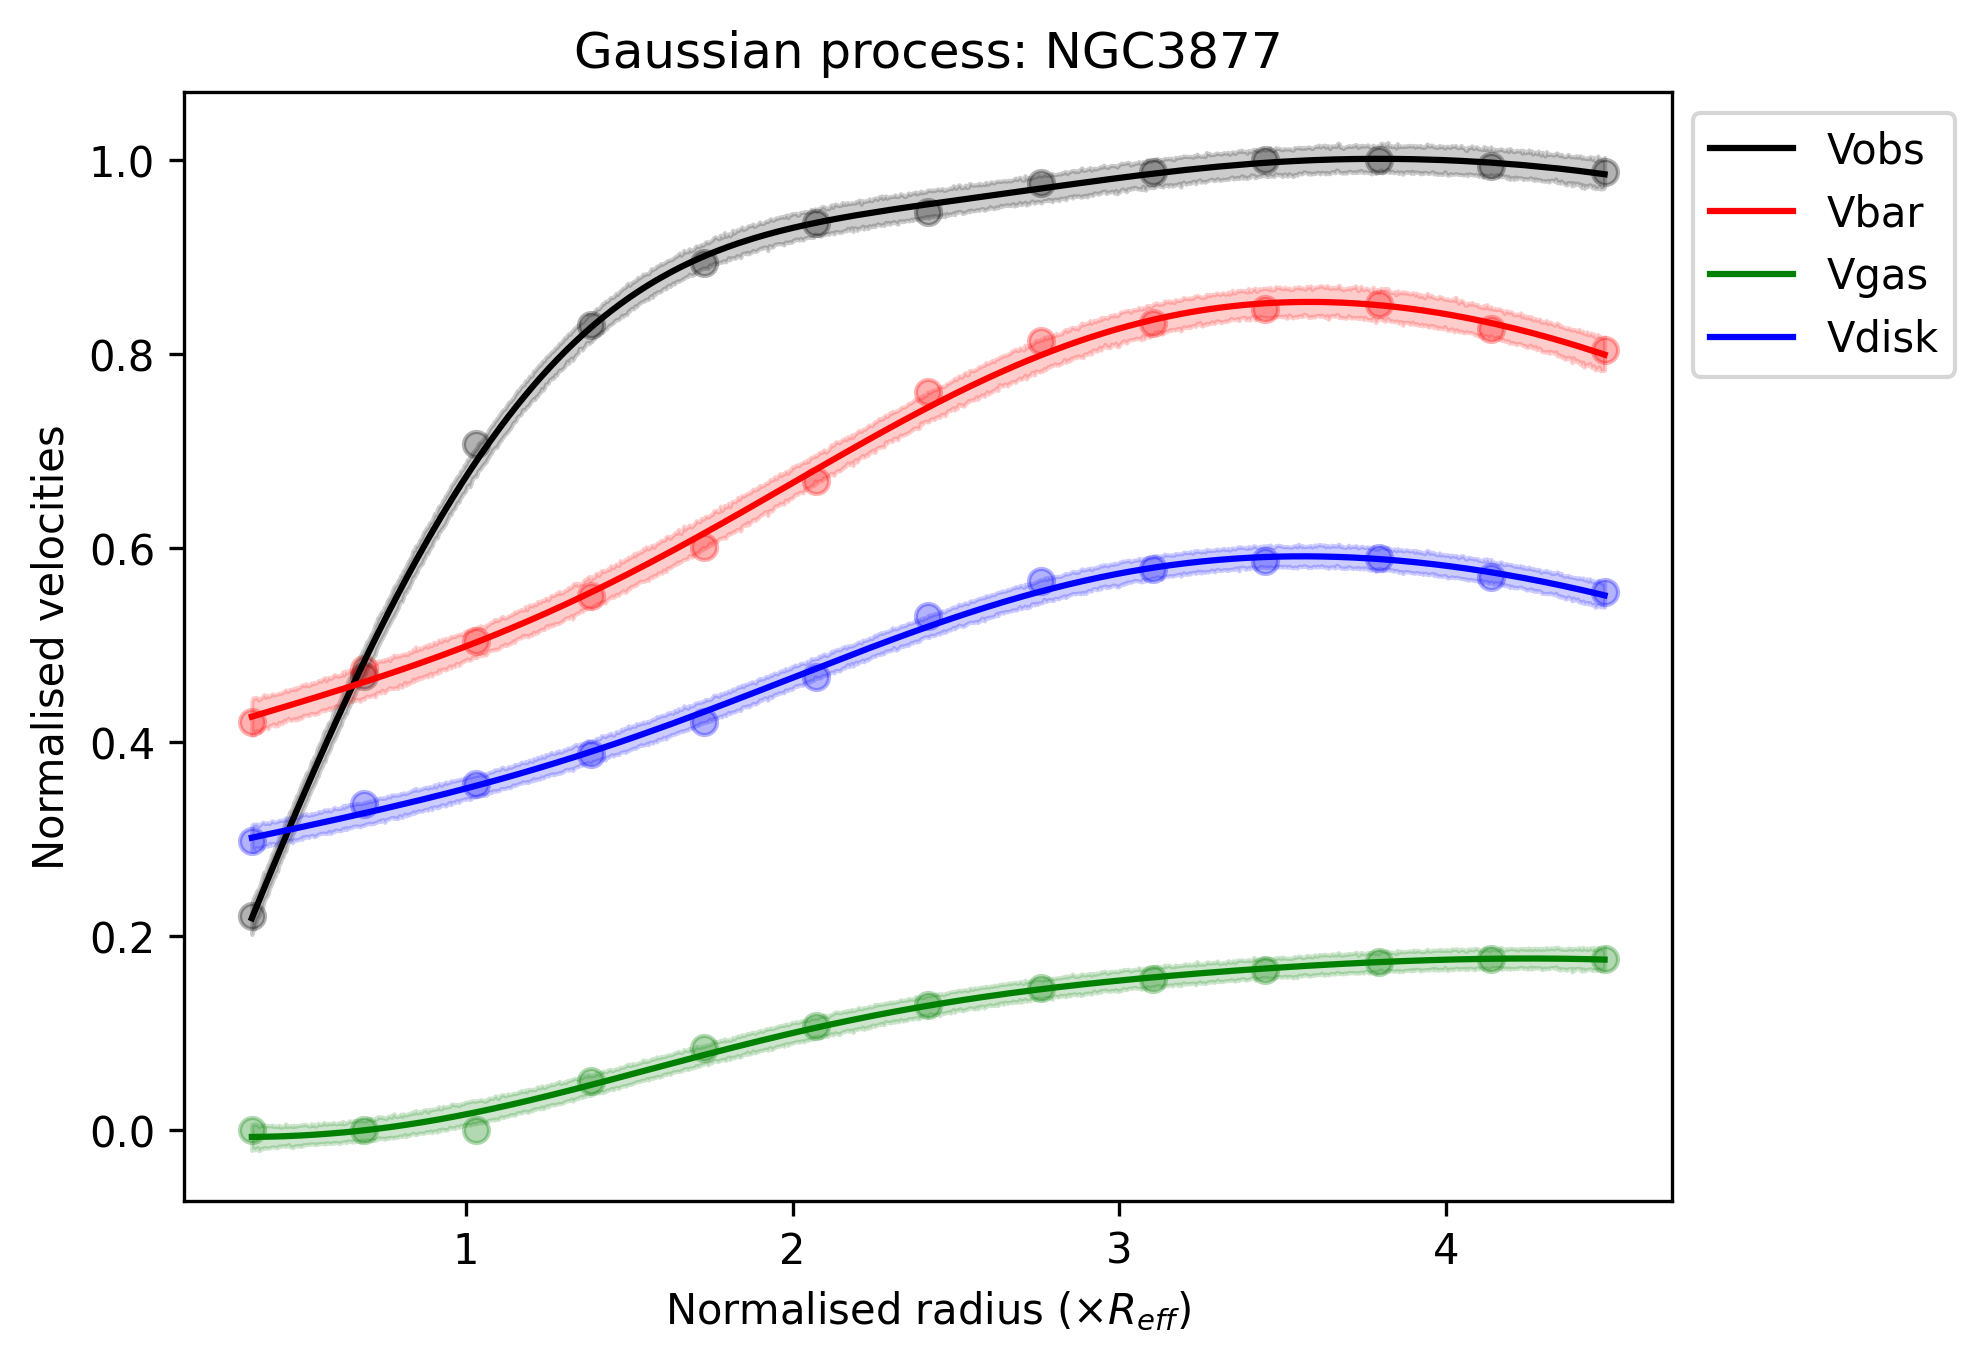 Gaussian process: NGC3877
Vobs
Vbar
Vgas
Vdisk
Normalised velocities
1.0
0.8
0.6
0.4
0.2
0.0
1 2 3 4
Normalised radius (×R_eff)